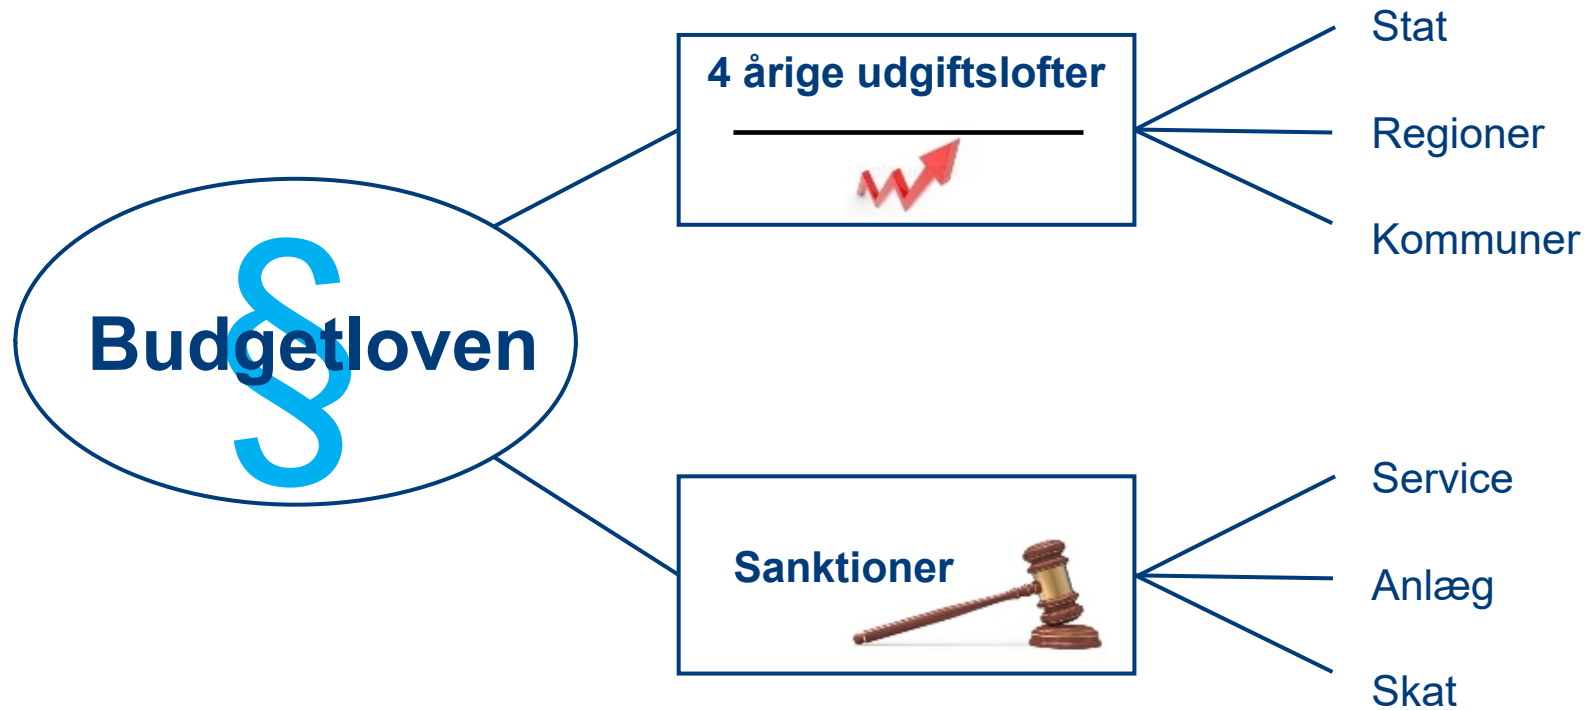 Budgetloven
§
4 årige udgiftslofter
Stat
Regioner
Kommuner
Sanktioner
Service
Anlæg
Skat